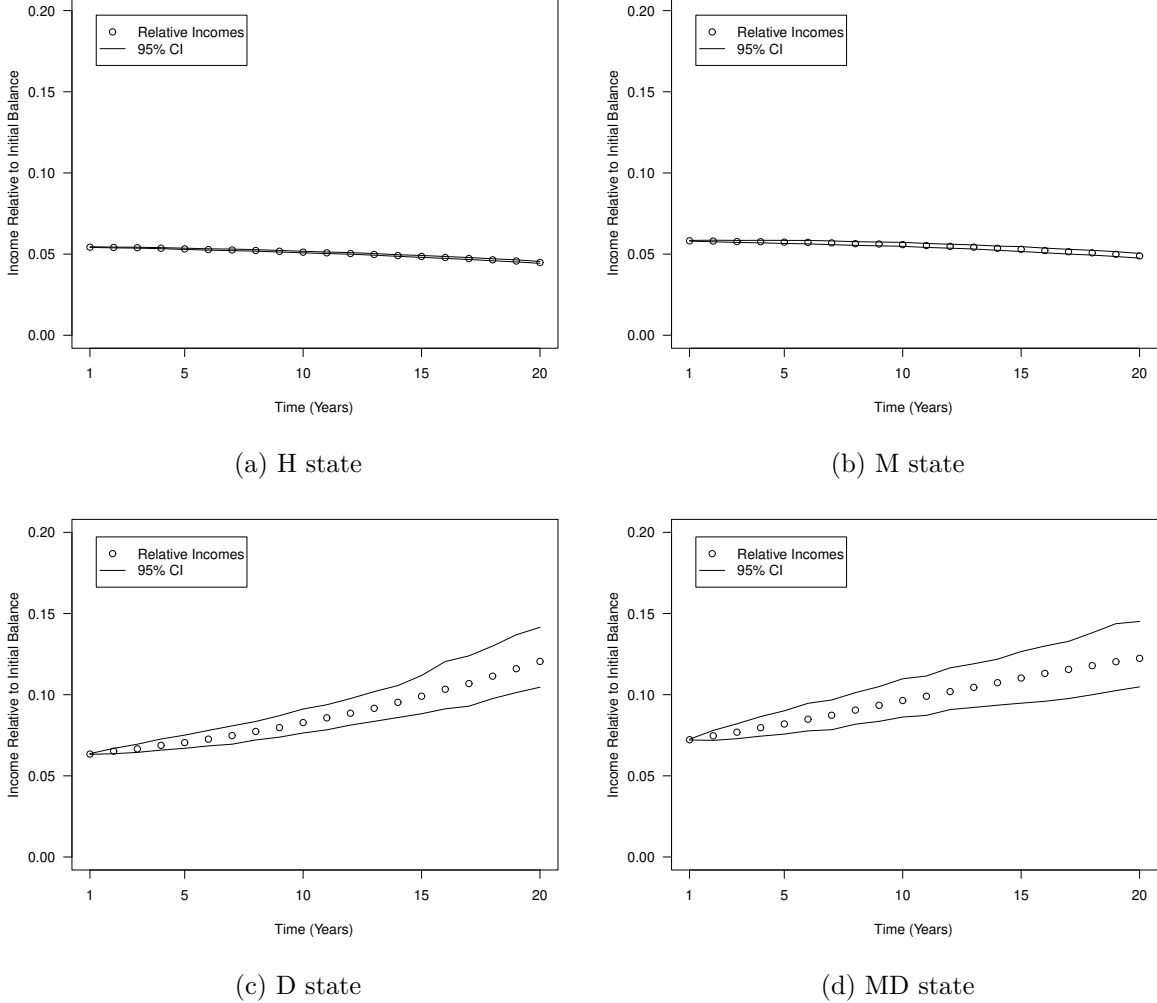 0.20
0.15
0.10
0.05
0.00
Income Relative to Initial Balance
Relative Incomes
95% CI
1 5 10 15 20
Time (Years)
(a) H state
0.20
0.15
0.10
0.05
0.00
Income Relative to Initial Balance
Relative Incomes
95% CI
1 5 10 15 20
Time (Years)
(b) M state
0.20
0.15
0.10
0.05
0.00
Income Relative to Initial Balance
Relative Incomes
95% CI
1 5 10 15 20
Time (Years)
(c) D state
0.20
0.15
0.10
0.05
0.00
Income Relative to Initial Balance
Relative Incomes
95% CI
1 5 10 15 20
Time (Years)
(d) MD state